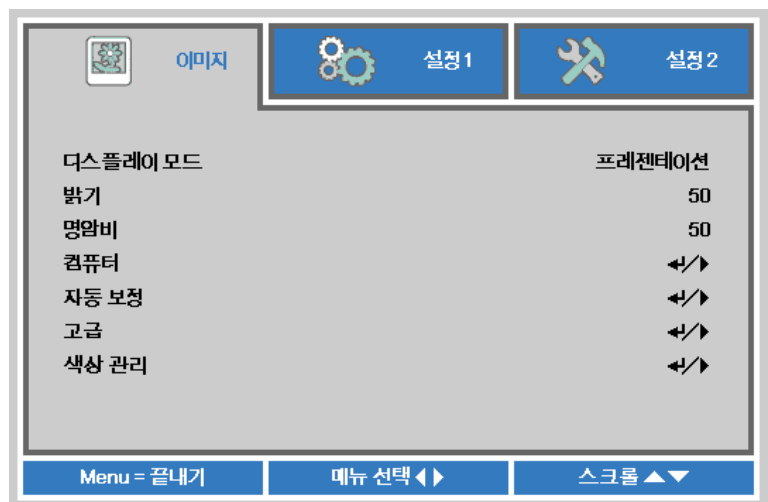 이미지 설정 1 설정 2
디스플레이 모드 프레젠테이션
밝기 50
명암비 50
컴퓨터 ↵/▶
자동 보정 ↵/▶
고급 ↵/▶
색상 관리 ↵/▶
Menu = 끝내기 메뉴 선택 ◀ ▶ 스크롤 ▲▼